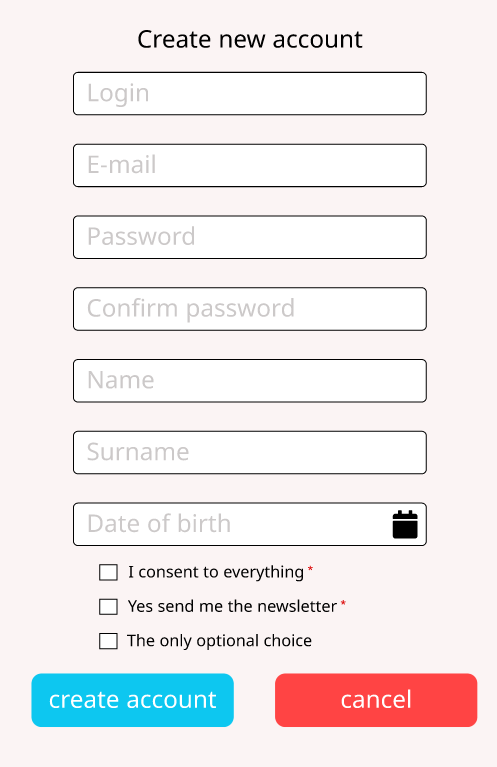 Create new account
Login
E-mail
Password
Confirm password
Name
Surname
Date of birth
I consent to everything *
Yes send me the newsletter *
The only optional choice
create account
cancel